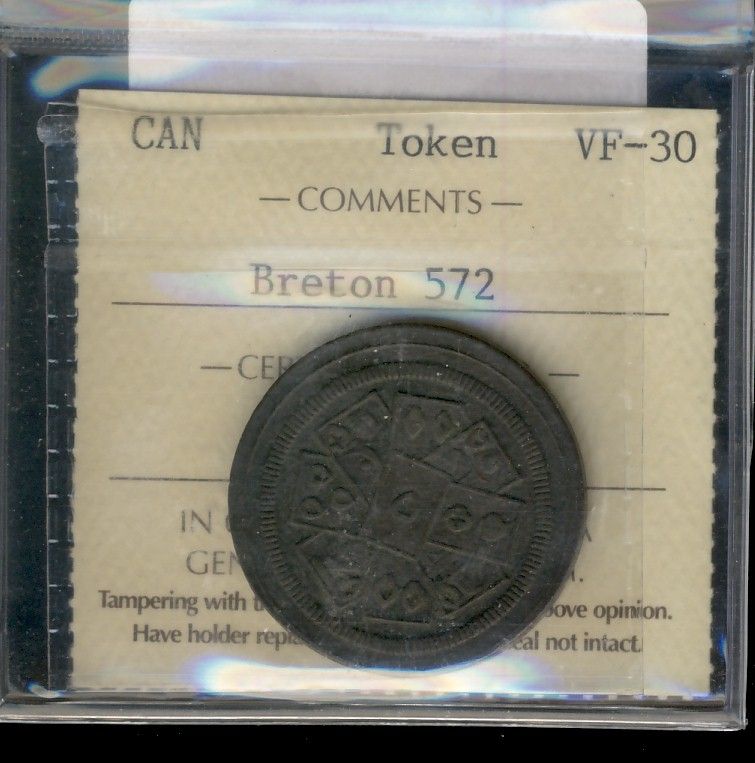 CAN Token VF-30
— COMMENTS —
Breton 572
— CER —
IN
GEN
Tampering with ove opinion.
Have holder repl eal not intact.